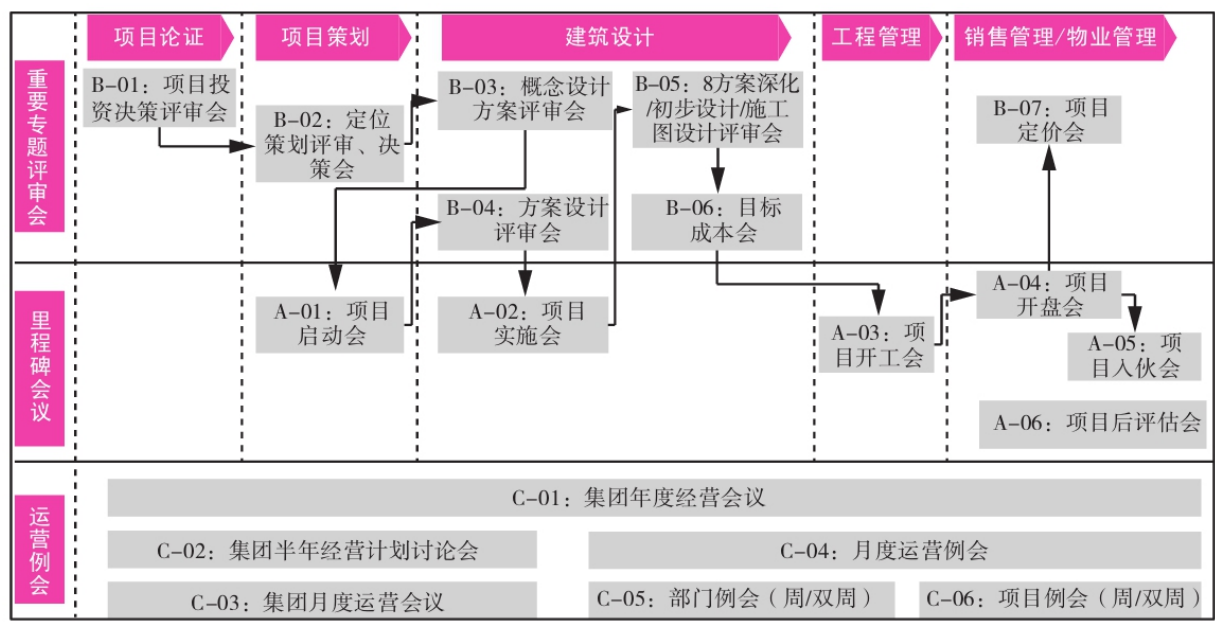 项目论证
项目策划
建筑设计
工程管理
销售管理/物业管理
重要专题评审会
B-01：项目投
资决策评审会
B-02：定位
策划评审、决
策会
B-03：概念设计
方案评审会
B-05：8方案深化
/初步设计/施工
图设计评审会
B-07：项目
定价会
B-04：方案设计
评审会
B-06：目标
成本会
里程碑会议
A-01：项目
启动会
A-02：项目
实施会
A-03：项
目开工会
A-04：项目
开盘会
A-05：项
目入伙会
A-06：项目后评估会
运营例会
C-01：集团年度经营会议
C-02：集团半年经营计划讨论会
C-04：月度运营例会
C-03：集团月度运营会议
C-05：部门例会（周/双周）
C-06：项目例会（周/双周）